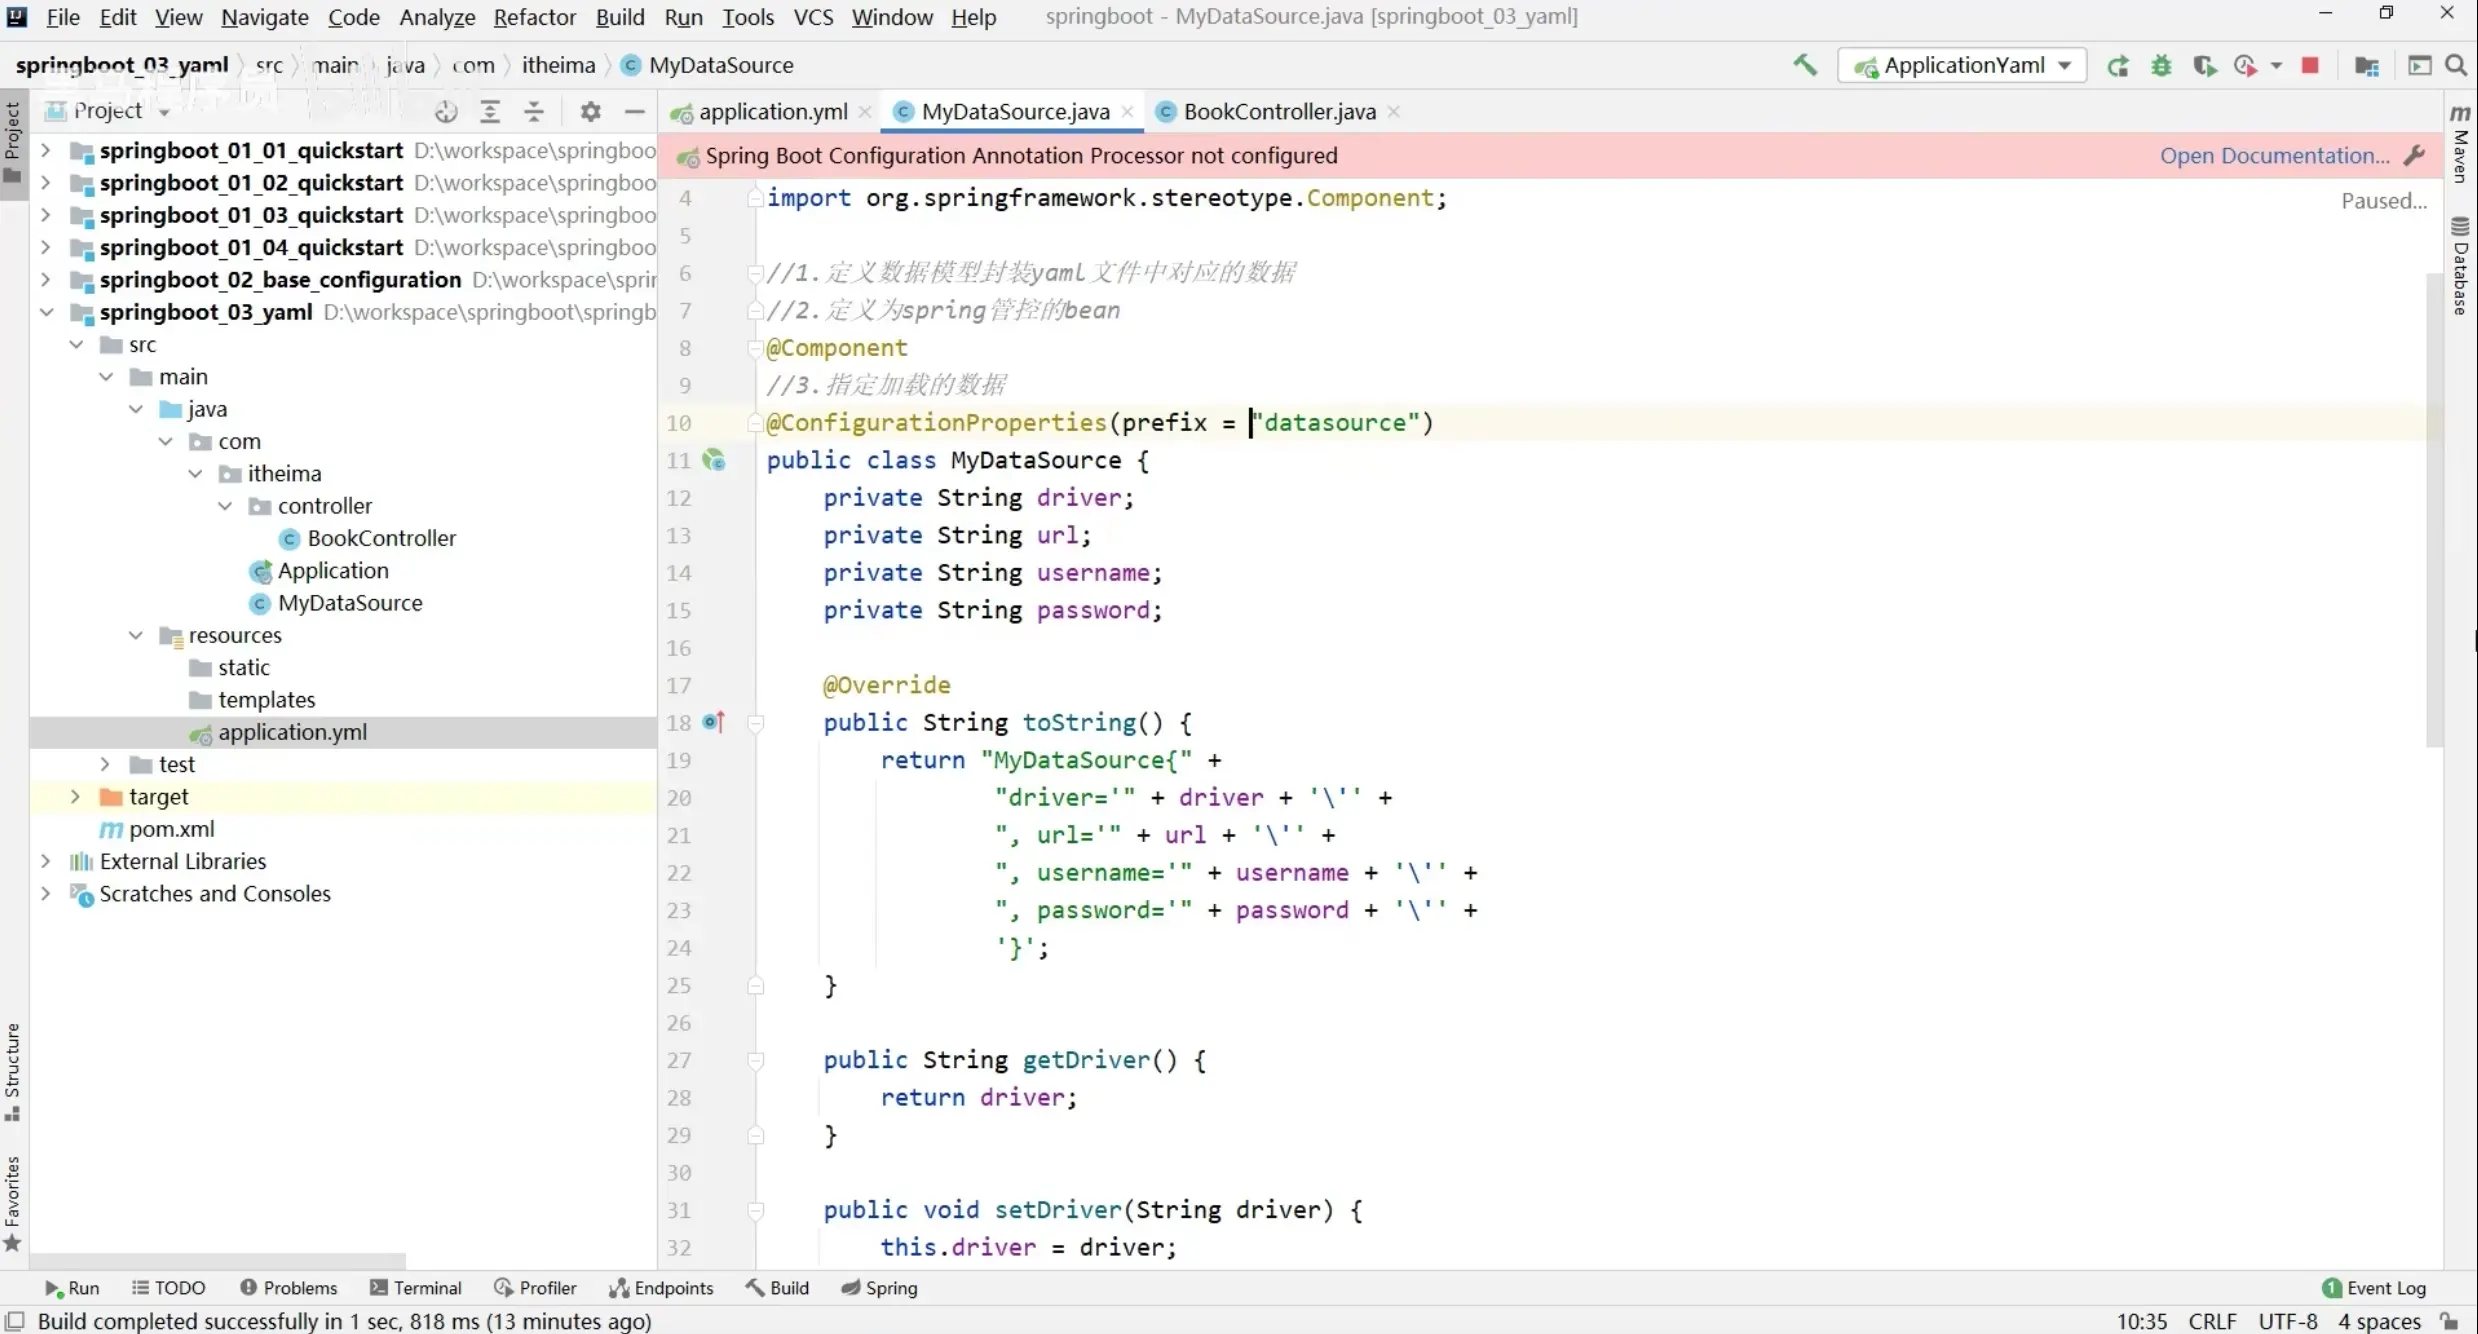 File Edit View Navigate Code Analyze Refactor Build Run Tools VCS Window Help springboot - MyDataSource.java [springboot_03_yaml]
springboot_03_yaml src main java com itheima MyDataSource ApplicationYaml
Project
application.yml MyDataSource.java BookController.java
Spring Boot Configuration Annotation Processor not configured Open Documentation...
Paused...
Project
Structure
Favorites
springboot_01_01_quickstart D:\workspace\springboo
springboot_01_02_quickstart D:\workspace\springboo
springboot_01_03_quickstart D:\workspace\springboo
springboot_01_04_quickstart D:\workspace\springboo
springboot_02_base_configuration D:\workspace\sprir
springboot_03_yaml D:\workspace\springboot\springb
src
main
java
com
itheima
controller
BookController
Application
MyDataSource
resources
static
templates
application.yml
test
target
pom.xml
External Libraries
Scratches and Consoles
4 import org.springframework.stereotype.Component;
5
6 //1.定义数据模型封装yaml文件中对应的数据
7 //2.定义为spring管控的bean
8 @Component
9 //3.指定加载的数据
10 @ConfigurationProperties(prefix = "datasource")
11 public class MyDataSource {
12 private String driver;
13 private String url;
14 private String username;
15 private String password;
16
17 @Override
18 public String toString() {
19 return "MyDataSource{" +
20 "driver='" + driver + '\'' +
21 ", url='" + url + '\'' +
22 ", username='" + username + '\'' +
23 ", password='" + password + '\'' +
24 '}';
25 }
26
27 public String getDriver() {
28 return driver;
29 }
30
31 public void setDriver(String driver) {
32 this.driver = driver;
Maven
Database
Run TODO Problems Terminal Profiler Endpoints Build Spring 1 Event Log
Build completed successfully in 1 sec, 818 ms (13 minutes ago) 10:35 CRLF UTF-8 4 spaces